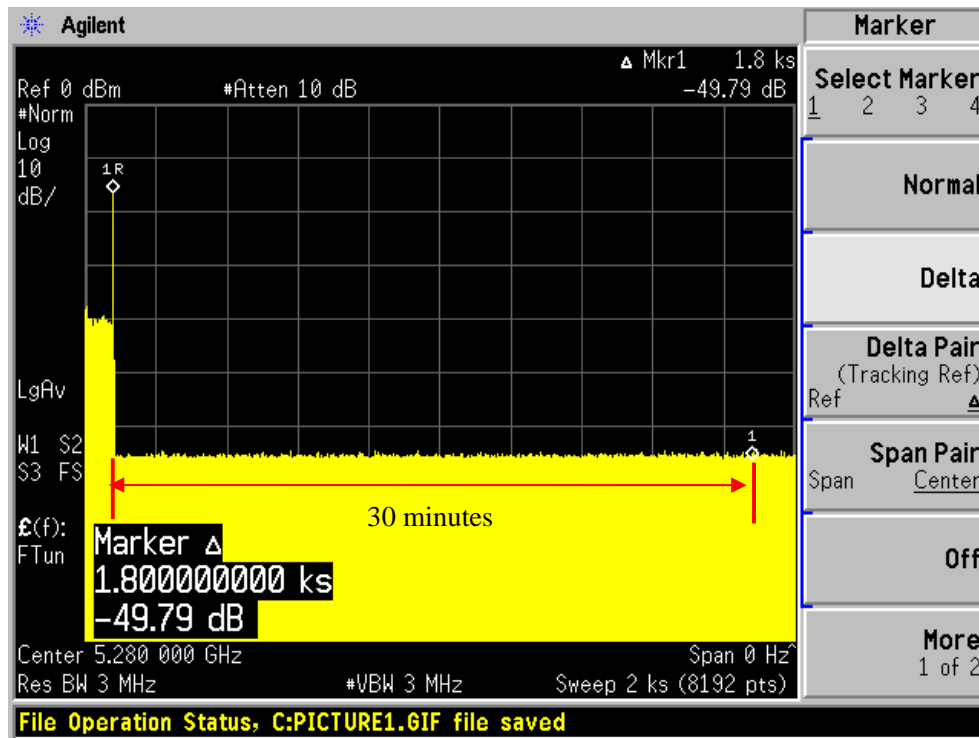 Agilent
Marker
Δ Mkr1 1.8 ks
Ref 0 dBm #Atten 10 dB -49.79 dB
#Norm
Log
10
dB/
1R
LgAv
W1 S2
S3 FS
£(f):
FTun
1
30 minutes
Marker Δ
1.800000000 ks
-49.79 dB
Center 5.280 000 GHz Span 0 Hz^
Res BW 3 MHz #VBW 3 MHz Sweep 2 ks (8192 pts)
File Operation Status, C:PICTURE1.GIF file saved
Select Marker
1 2 3 4
Normal
Delta
Delta Pair
(Tracking Ref)
Ref Δ
Span Pair
Span Center
Off
More
1 of 2